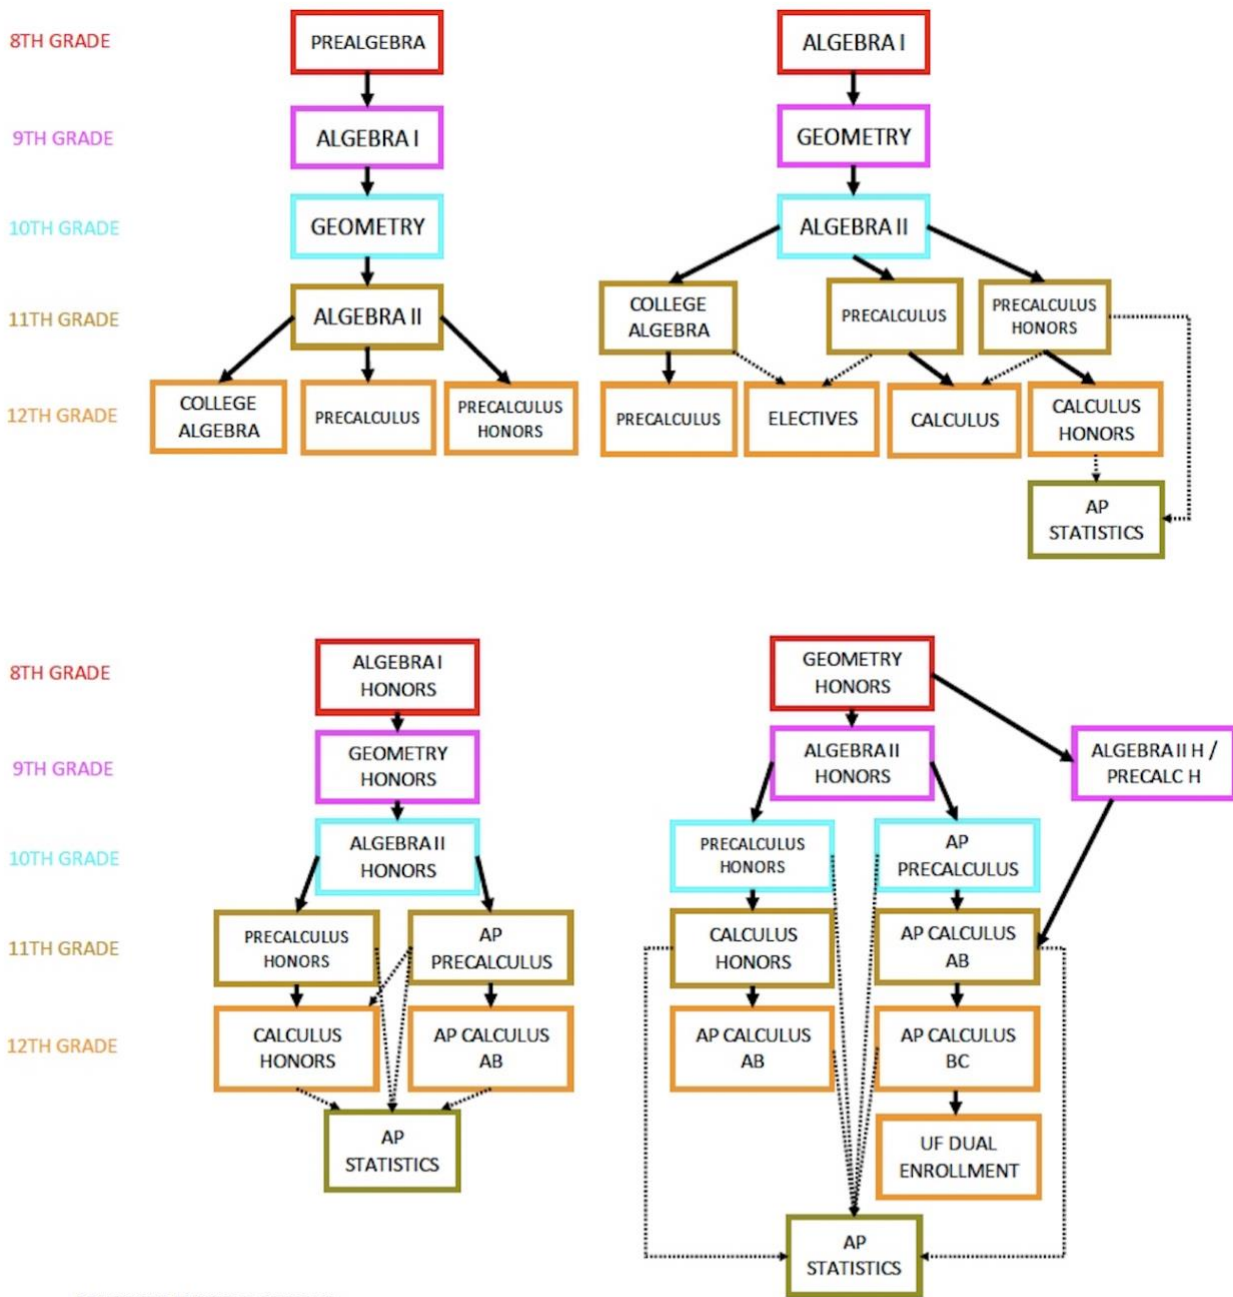 8TH GRADE
PREALGEBRA
ALGEBRA I
9TH GRADE
ALGEBRA I
GEOMETRY
10TH GRADE
GEOMETRY
ALGEBRA II
11TH GRADE
ALGEBRA II
COLLEGE
ALGEBRA
PRECALCULUS
PRECALCULUS
HONORS
12TH GRADE
COLLEGE
ALGEBRA
PRECALCULUS
PRECALCULUS
HONORS
PRECALCULUS
ELECTIVES
CALCULUS
CALCULUS
HONORS
AP
STATISTICS
8TH GRADE
ALGEBRA I
HONORS
GEOMETRY
HONORS
9TH GRADE
GEOMETRY
HONORS
ALGEBRA II
HONORS
ALGEBRA II H /
PRECALC H
10TH GRADE
ALGEBRA II
HONORS
PRECALCULUS
HONORS
AP
PRECALCULUS
11TH GRADE
PRECALCULUS
HONORS
AP
PRECALCULUS
CALCULUS
HONORS
AP CALCULUS
AB
12TH GRADE
CALCULUS
HONORS
AP CALCULUS
AB
AP CALCULUS
AB
AP CALCULUS
BC
AP
STATISTICS
UF DUAL
ENROLLMENT
AP
STATISTICS